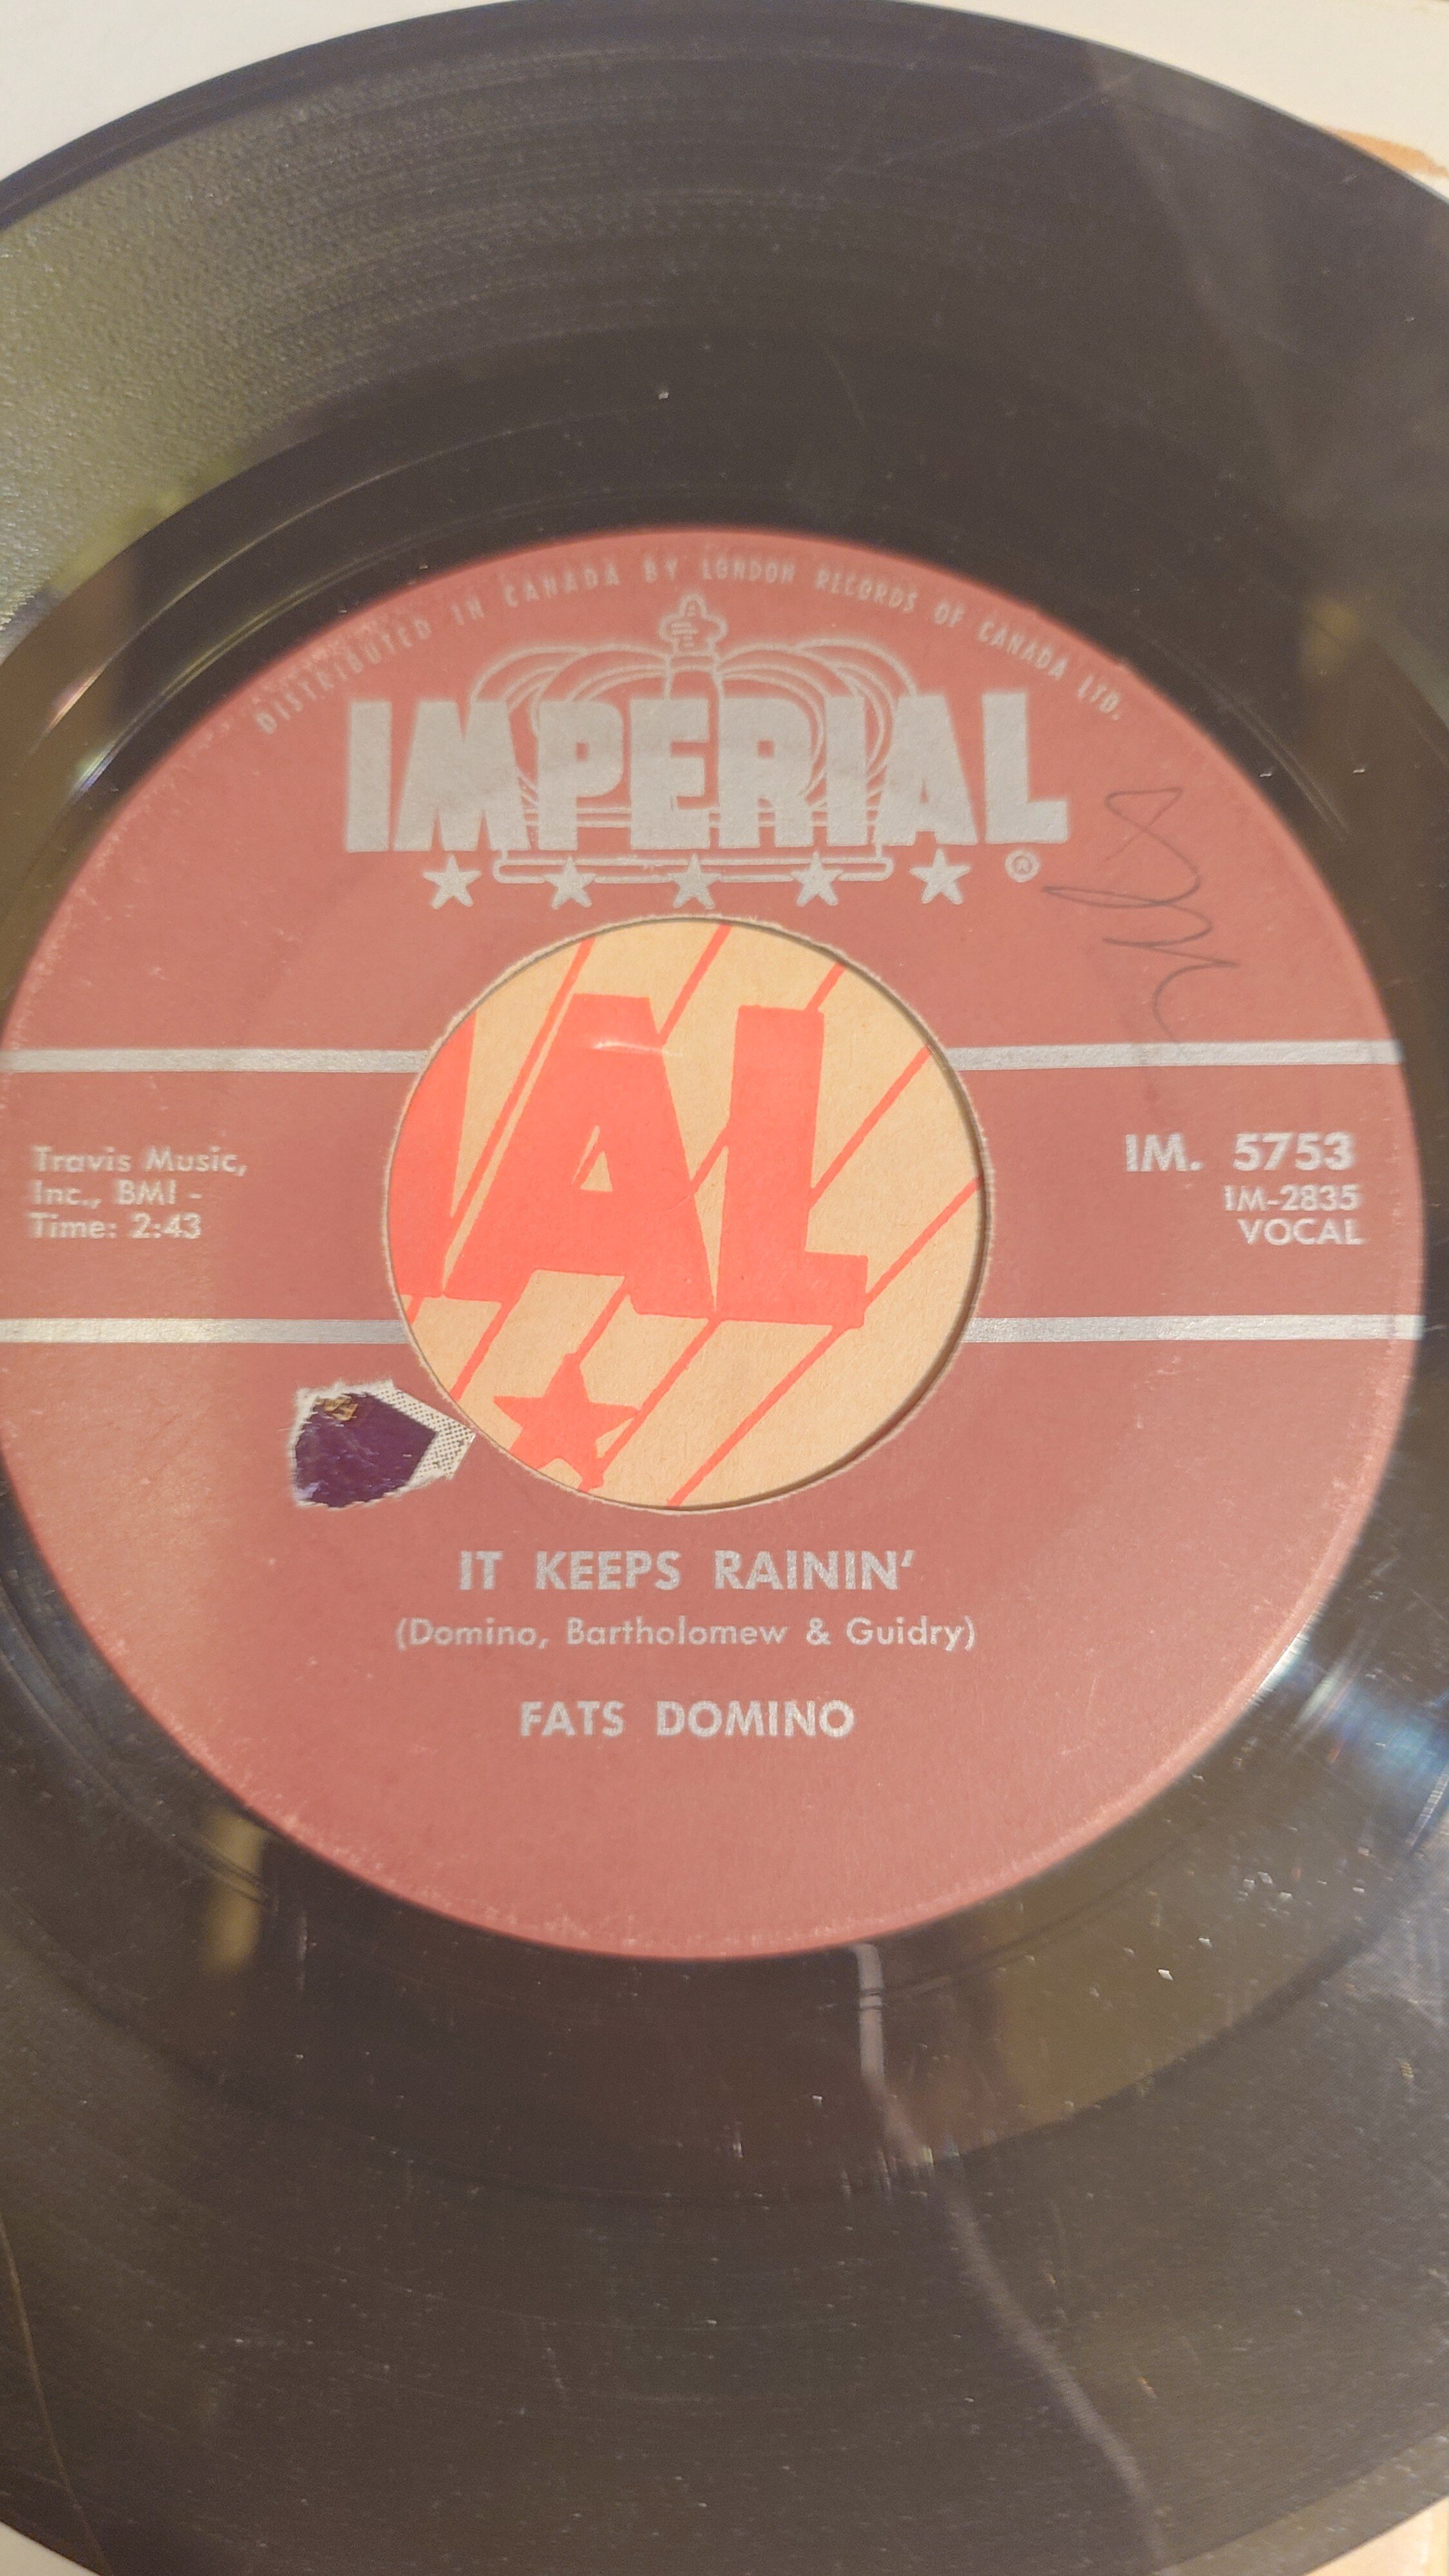 DISTRIBUTED IN CANADA BY LONDON RECORDS OF CANADA LTD.
IMPERIAL
®
AL
Travis Music,
Inc., BMI -
Time: 2:43
IM. 5753
IM-2835
VOCAL
IT KEEPS RAININ'
(Domino, Bartholomew & Guidry)
FATS DOMINO